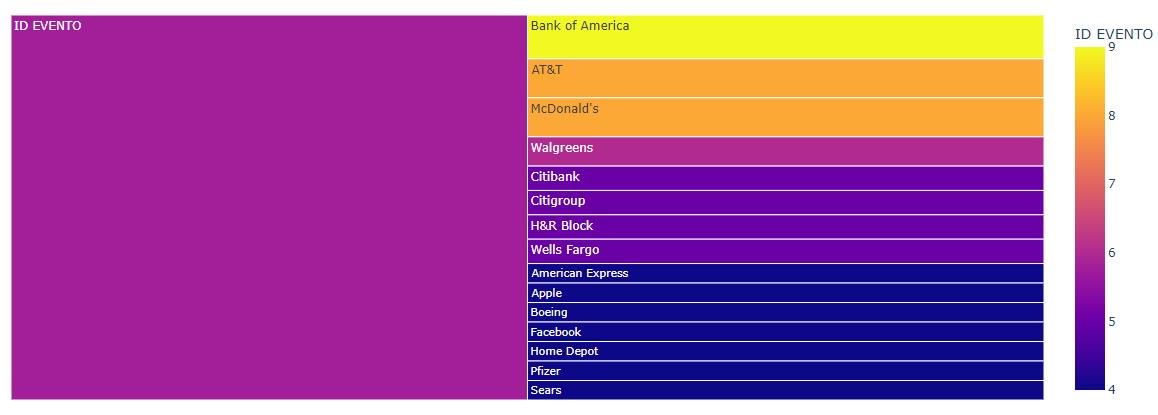 ID EVENTO
Bank of America
AT&T
McDonald's
Walgreens
Citibank
Citigroup
H&R Block
Wells Fargo
American Express
Apple
Boeing
Facebook
Home Depot
Pfizer
Sears
ID EVENTO
9
8
7
6
5
4